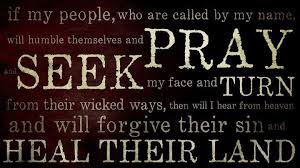 if my people, who are called by my name,
will humble themselves and PRAY
and SEEK my face and TURN
from their wicked ways, then will I hear from heaven
and will forgive their sin and
HEAL THEIR LAND